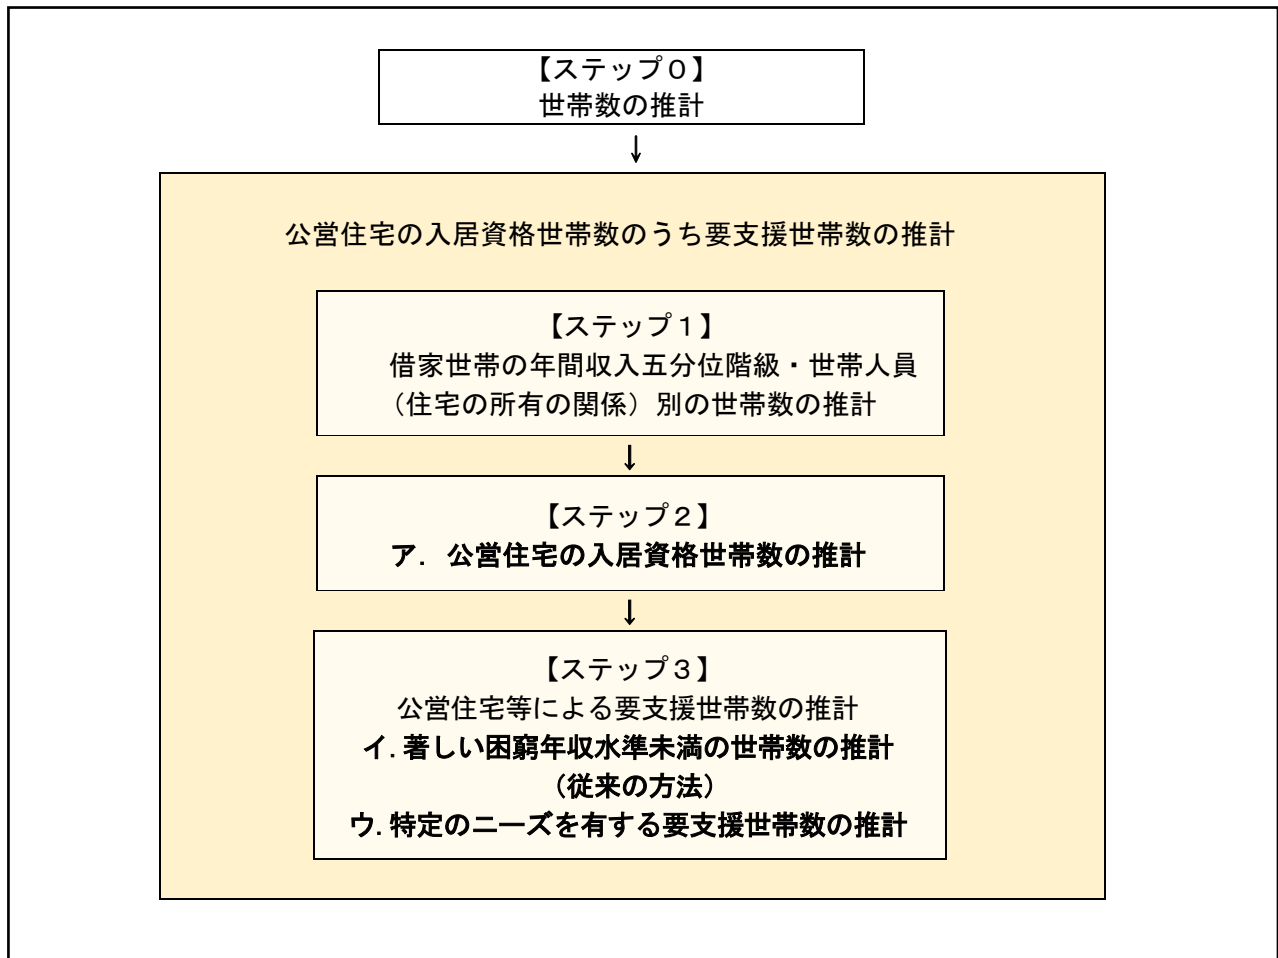 【ステップ０】
世帯数の推計
↓
公営住宅の入居資格世帯数のうち要支援世帯数の推計
【ステップ１】
借家世帯の年間収入五分位階級・世帯人員
（住宅の所有の関係）別の世帯数の推計
↓
【ステップ２】
ア．公営住宅の入居資格世帯数の推計
↓
【ステップ３】
公営住宅等による要支援世帯数の推計
イ.著しい困窮年収水準未満の世帯数の推計
（従来の方法）
ウ.特定のニーズを有する要支援世帯数の推計